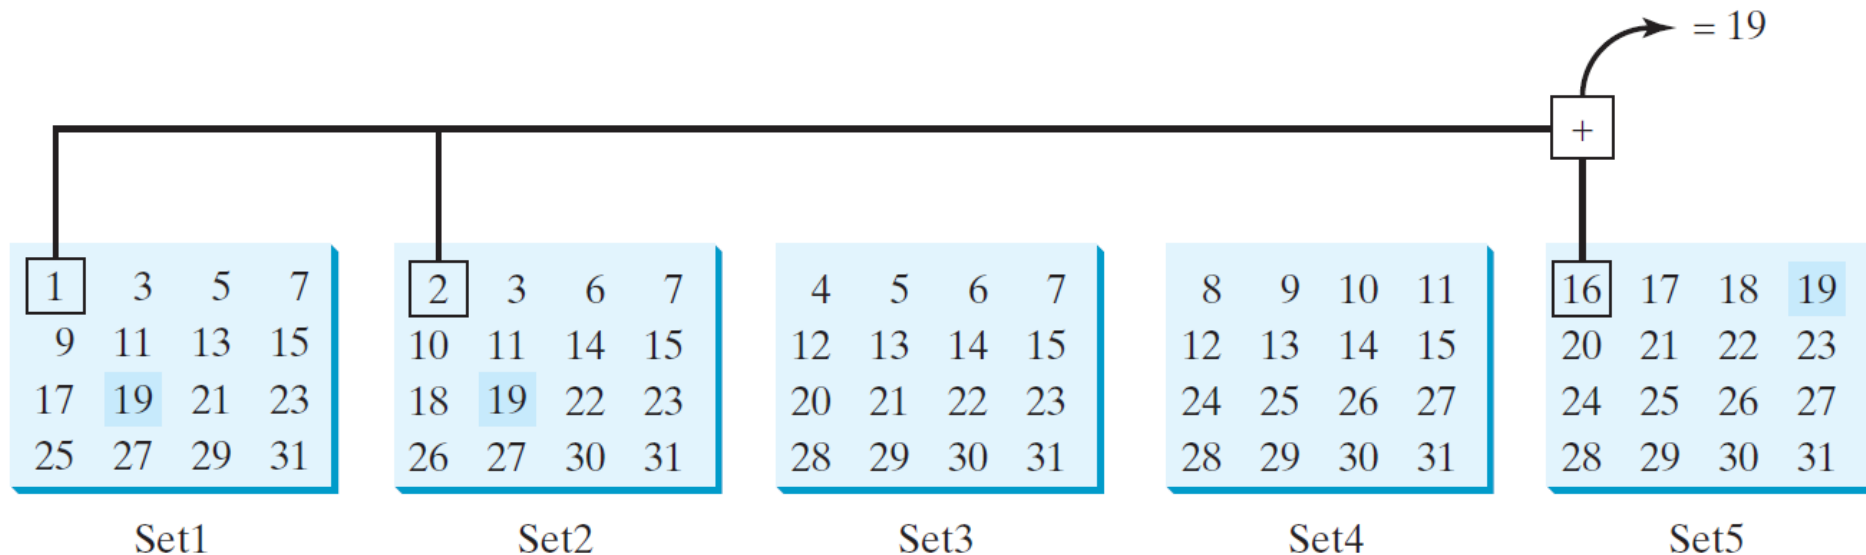 = 19
+
1 3 5 7
9 11 13 15
17 19 21 23
25 27 29 31
Set1
2 3 6 7
10 11 14 15
18 19 22 23
26 27 30 31
Set2
4 5 6 7
12 13 14 15
20 21 22 23
28 29 30 31
Set3
8 9 10 11
12 13 14 15
24 25 26 27
28 29 30 31
Set4
16 17 18 19
20 21 22 23
24 25 26 27
28 29 30 31
Set5